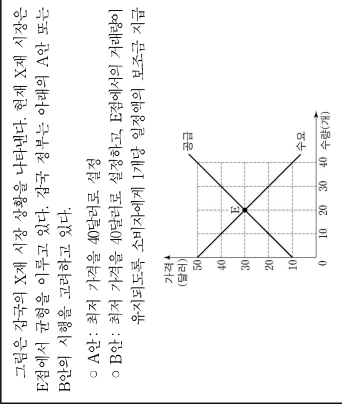 그림은 갑국의 X재 시장 상황을 나타낸다. 현재 X재 시장은
E점에서 균형을 이루고 있다. 갑국 정부는 아래의 A안 또는
B안의 시행을 고려하고 있다.
○ A안: 최저 가격을 40달러로 설정
○ B안: 최저 가격을 40달러로 설정하고, E점에서의 거래량이
유지되도록 소비자에게 1개당 일정액의 보조금 지급
가격
(달러)
50
40
30
20
10
0
10
20
30
40
수량(개)
공급
수요
E